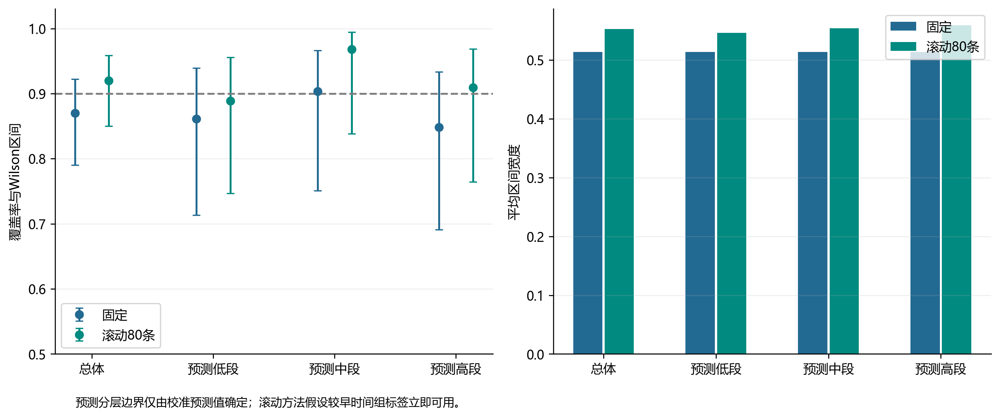 覆盖率与Wilson区间
1.0
0.9
0.8
0.7
0.6
0.5
固定
滚动80条
总体
预测低段
预测中段
预测高段
平均区间宽度
0.5
0.4
0.3
0.2
0.1
0.0
固定
滚动80条
总体
预测低段
预测中段
预测高段
预测分层边界仅由校准预测值确定；滚动方法假设较早时间组标签立即可用。